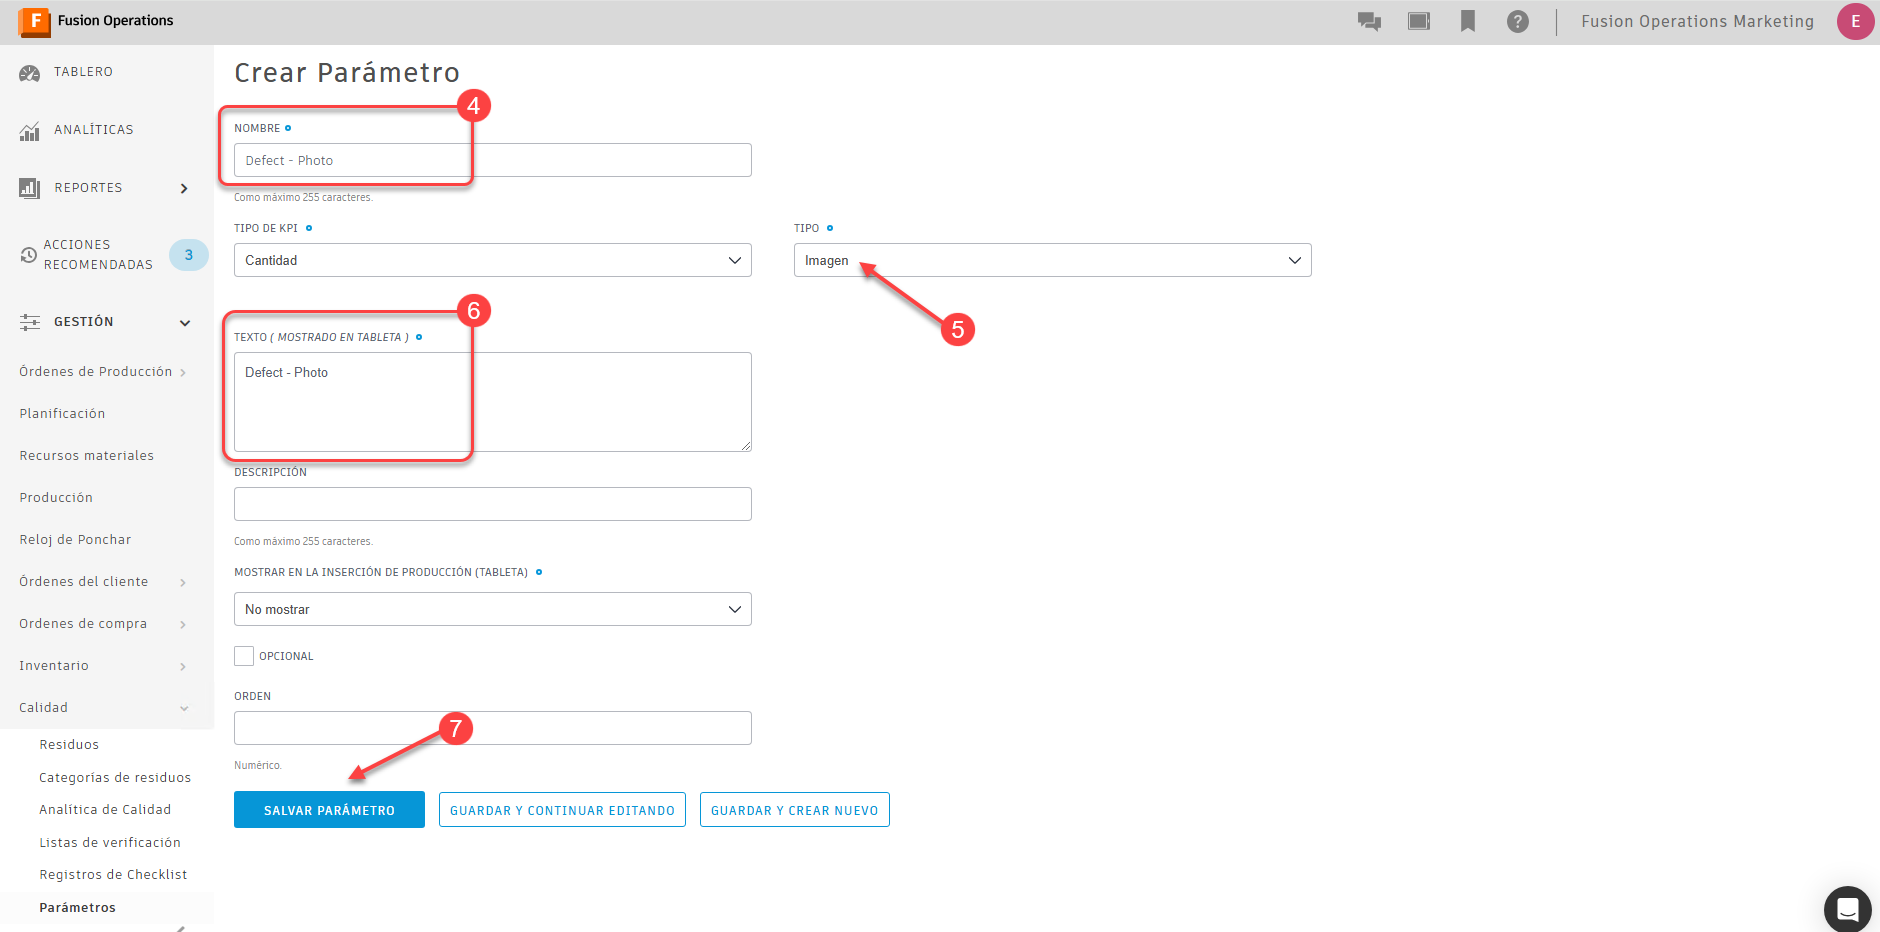 F Fusion Operations
? Fusion Operations Marketing E
TABLERO
ANALÍTICAS
REPORTES
ACCIONES
RECOMENDADAS
3
GESTIÓN
Órdenes de Producción
Planificación
Recursos materiales
Producción
Reloj de Ponchar
Órdenes del cliente
Ordenes de compra
Inventario
Calidad
Residuos
Categorías de residuos
Analítica de Calidad
Listas de verificación
Registros de Checklist
Parámetros
Crear Parámetro
4
NOMBRE
Defect - Photo
Como máximo 255 caracteres.
TIPO DE KPI
Cantidad
TIPO
Imagen
5
6
TEXTO ( MOSTRADO EN TABLETA )
Defect - Photo
DESCRIPCIÓN
Como máximo 255 caracteres.
MOSTRAR EN LA INSERCIÓN DE PRODUCCIÓN (TABLETA)
No mostrar
OPCIONAL
ORDEN
7
Numérico.
SALVAR PARÁMETRO
GUARDAR Y CONTINUAR EDITANDO
GUARDAR Y CREAR NUEVO